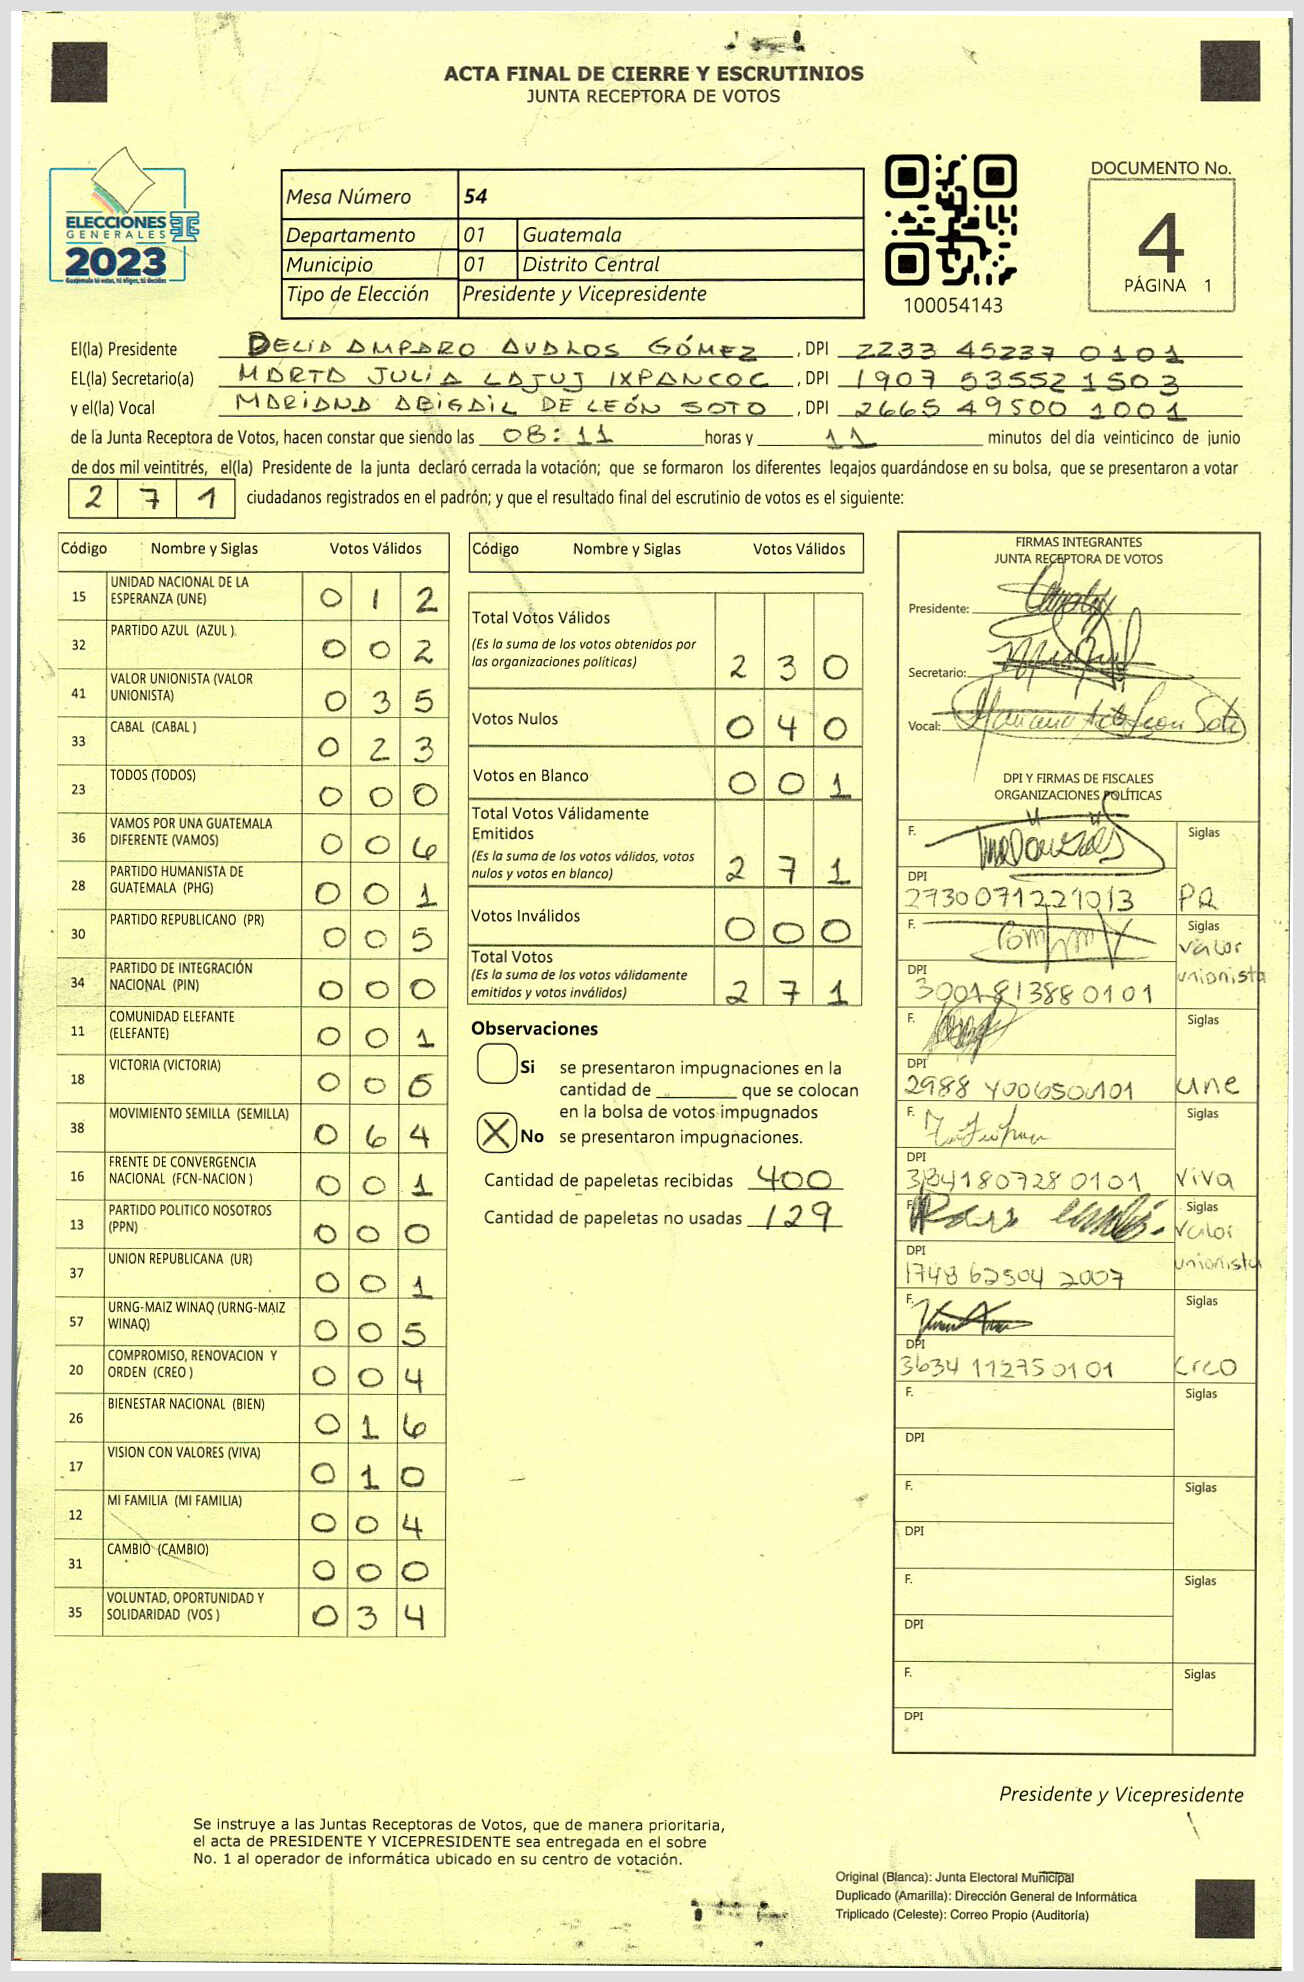 ACTA FINAL DE CIERRE Y ESCRUTINIOS
JUNTA RECEPTORA DE VOTOS
ELECCIONES
GENERALES
2023
Guatemala tú votas, tú eliges, tú decides
Mesa Número 54
Departamento 01 Guatemala
Municipio 01 Distrito Central
Tipo de Elección Presidente y Vicepresidente
100054143
DOCUMENTO No.
4
PÁGINA 1
El(la) Presidente DELIA AMPARO AVALOS GÓMEZ , DPI 2233 45237 0101
EL(la) Secretario(a) MARTA JULIA LAJUJ IXPANCOC , DPI 1907 53552 1503
y el(la) Vocal MARIANA ABIGAIL DE LEÓN SOTO , DPI 2665 49500 1001
de la Junta Receptora de Votos, hacen constar que siendo las 08:11 horas y 11 minutos del día veinticinco de junio
de dos mil veintitrés, el(la) Presidente de la junta declaró cerrada la votación; que se formaron los diferentes legajos guardándose en su bolsa, que se presentaron a votar
2 7 1 ciudadanos registrados en el padrón; y que el resultado final del escrutinio de votos es el siguiente:
Código Nombre y Siglas Votos Válidos
15 UNIDAD NACIONAL DE LA
ESPERANZA (UNE) 0 1 2
32 PARTIDO AZUL (AZUL ) 0 0 2
41 VALOR UNIONISTA (VALOR
UNIONISTA) 0 3 5
33 CABAL (CABAL ) 0 2 3
23 TODOS (TODOS) 0 0 0
36 VAMOS POR UNA GUATEMALA
DIFERENTE (VAMOS) 0 0 6
28 PARTIDO HUMANISTA DE
GUATEMALA (PHG) 0 0 1
30 PARTIDO REPUBLICANO (PR) 0 0 5
34 PARTIDO DE INTEGRACIÓN
NACIONAL (PIN) 0 0 0
11 COMUNIDAD ELEFANTE
(ELEFANTE) 0 0 1
18 VICTORIA (VICTORIA) 0 0 6
38 MOVIMIENTO SEMILLA (SEMILLA) 0 6 4
16 FRENTE DE CONVERGENCIA
NACIONAL (FCN-NACION ) 0 0 1
13 PARTIDO POLITICO NOSOTROS
(PPN) 0 0 0
37 UNION REPUBLICANA (UR) 0 0 1
57 URNG-MAIZ WINAQ (URNG-MAIZ
WINAQ) 0 0 5
20 COMPROMISO, RENOVACION Y
ORDEN (CREO ) 0 0 4
26 BIENESTAR NACIONAL (BIEN) 0 1 6
17 VISION CON VALORES (VIVA) 0 1 0
12 MI FAMILIA (MI FAMILIA) 0 0 4
31 CAMBIO (CAMBIO) 0 0 0
35 VOLUNTAD, OPORTUNIDAD Y
SOLIDARIDAD (VOS ) 0 3 4
Código Nombre y Siglas Votos Válidos
Total Votos Válidos
(Es la suma de los votos obtenidos por
las organizaciones políticas) 2 3 0
Votos Nulos 0 4 0
Votos en Blanco 0 0 1
Total Votos Válidamente
Emitidos
(Es la suma de los votos válidos, votos
nulos y votos en blanco) 2 7 1
Votos Inválidos 0 0 0
Total Votos
(Es la suma de los votos válidamente
emitidos y votos inválidos) 2 7 1
Observaciones
Si se presentaron impugnaciones en la
cantidad de ________ que se colocan
en la bolsa de votos impugnados
X No se presentaron impugnaciones.
Cantidad de papeletas recibidas 400
Cantidad de papeletas no usadas 129
FIRMAS INTEGRANTES
JUNTA RECEPTORA DE VOTOS
Presidente:
Secretario:
Vocal:
DPI Y FIRMAS DE FISCALES
ORGANIZACIONES POLÍTICAS
F. Siglas
DPI
PR
F. Siglas
valor
DPI unionista
3001813880101
F. Siglas
DPI
une
F. Siglas
DPI
viva
F. Siglas
valor
DPI unionista
1748 62504 2007
F. Siglas
DPI
3634 11275 0101 creo
F. Siglas
DPI
F. Siglas
DPI
F. Siglas
DPI
F. Siglas
DPI
Presidente y Vicepresidente
Se instruye a las Juntas Receptoras de Votos, que de manera prioritaria,
el acta de PRESIDENTE Y VICEPRESIDENTE sea entregada en el sobre
No. 1 al operador de informática ubicado en su centro de votación.
Original (Blanca): Junta Electoral Municipal
Duplicado (Amarilla): Dirección General de Informática
Triplicado (Celeste): Correo Propio (Auditoría)